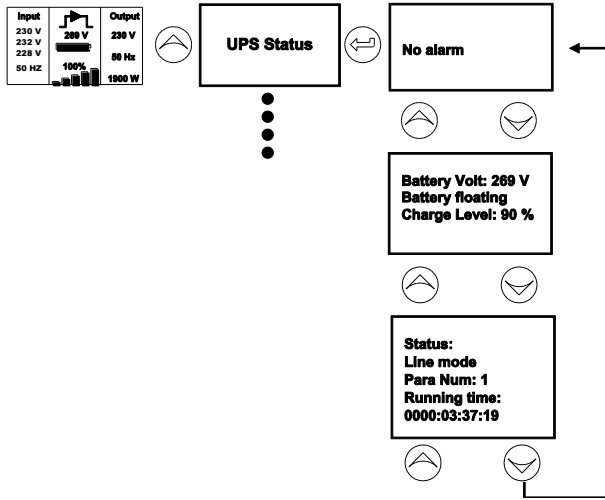 Input
230 V
232 V
228 V
50 HZ
269 V
100%
Output
230 V
50 Hz
1900 W
UPS Status
No alarm
Battery Volt: 269 V
Battery floating
Charge Level: 90 %
Status:
Line mode
Para Num: 1
Running time:
0000:03:37:19